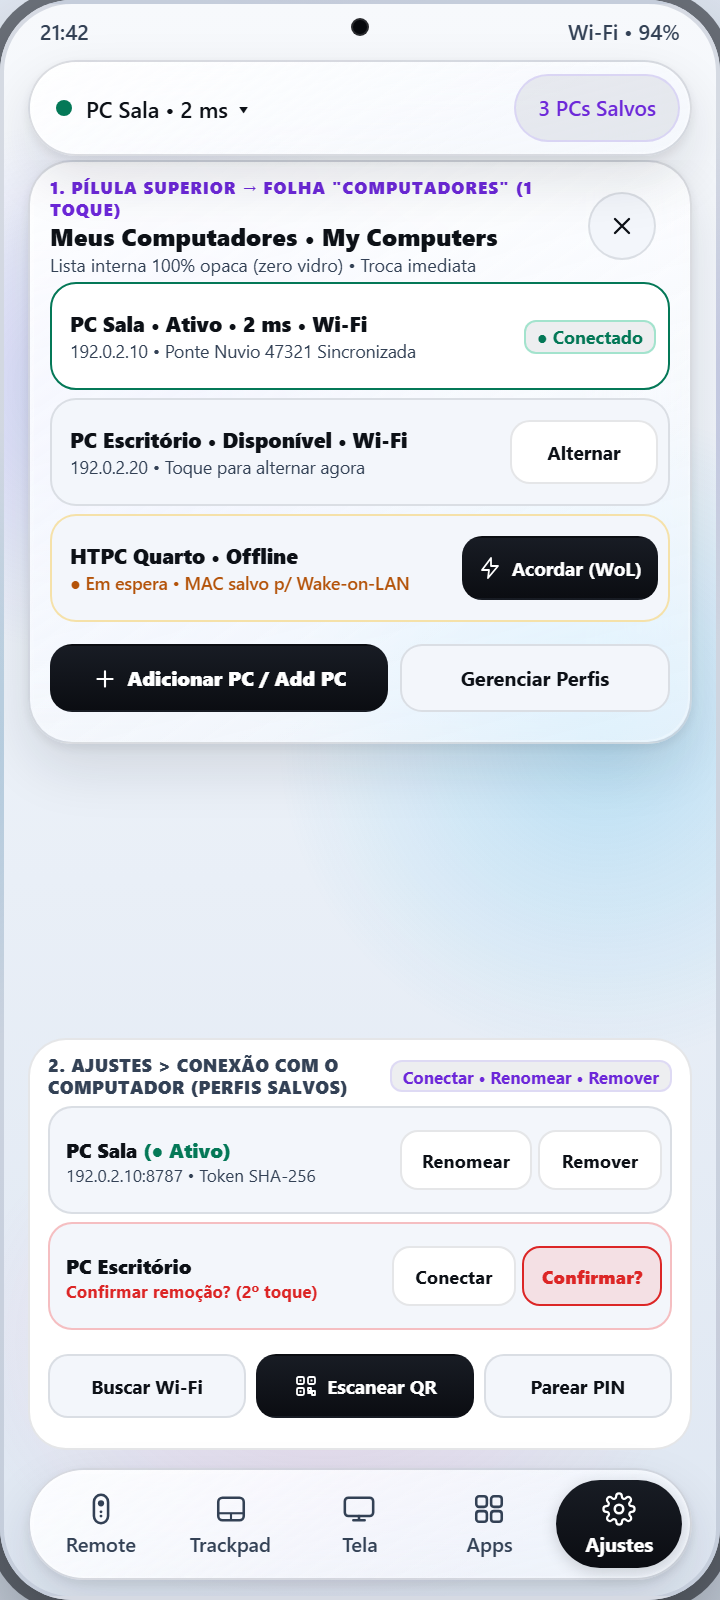 21:42
Wi-Fi • 94%
PC Sala • 2 ms ▾
3 PCs Salvos
1. PÍLULA SUPERIOR → FOLHA "COMPUTADORES" (1
TOQUE)
Meus Computadores • My Computers
Lista interna 100% opaca (zero vidro) • Troca imediata
PC Sala • Ativo • 2 ms • Wi-Fi
192.0.2.10 • Ponte Nuvio 47321 Sincronizada
● Conectado
PC Escritório • Disponível • Wi-Fi
192.0.2.20 • Toque para alternar agora
Alternar
HTPC Quarto • Offline
● Em espera • MAC salvo p/ Wake-on-LAN
Acordar (WoL)
Adicionar PC / Add PC
Gerenciar Perfis
2. AJUSTES > CONEXÃO COM O
COMPUTADOR (PERFIS SALVOS)
Conectar • Renomear • Remover
PC Sala (● Ativo)
192.0.2.10:8787 • Token SHA-256
Renomear
Remover
PC Escritório
Confirmar remoção? (2º toque)
Conectar
Confirmar?
Buscar Wi-Fi
Escanear QR
Parear PIN
Remote
Trackpad
Tela
Apps
Ajustes